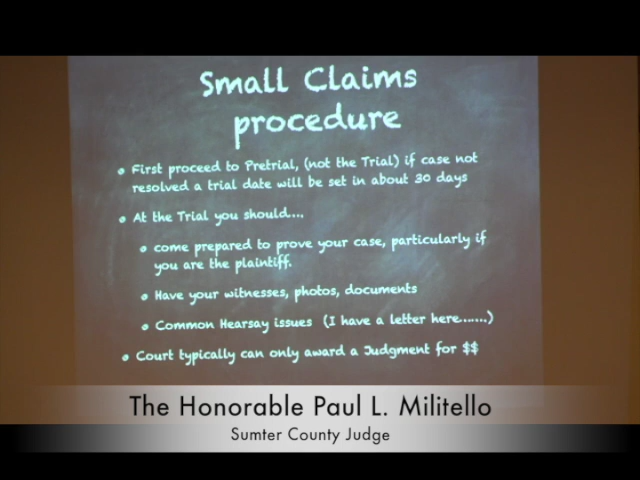 Small Claims
procedure
• First proceed to Pretrial, (not the Trial) if case not
resolved a trial date will be set in about 30 days
• At the Trial you should....
• come prepared to prove your case, particularly if
you are the plaintiff.
• Have your witnesses, photos, documents
• Common Hearsay issues (I have a letter here.......)
• Court typically can only award a Judgment for $$
The Honorable Paul L. Militello
Sumter County Judge